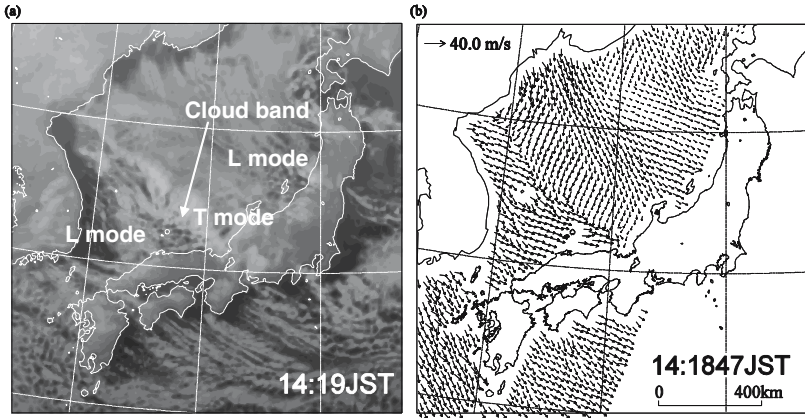 (a)
Cloud band
L mode
T mode
L mode
14:19JST
(b)
→ 40.0 m/s
14:1847JST
0 400km